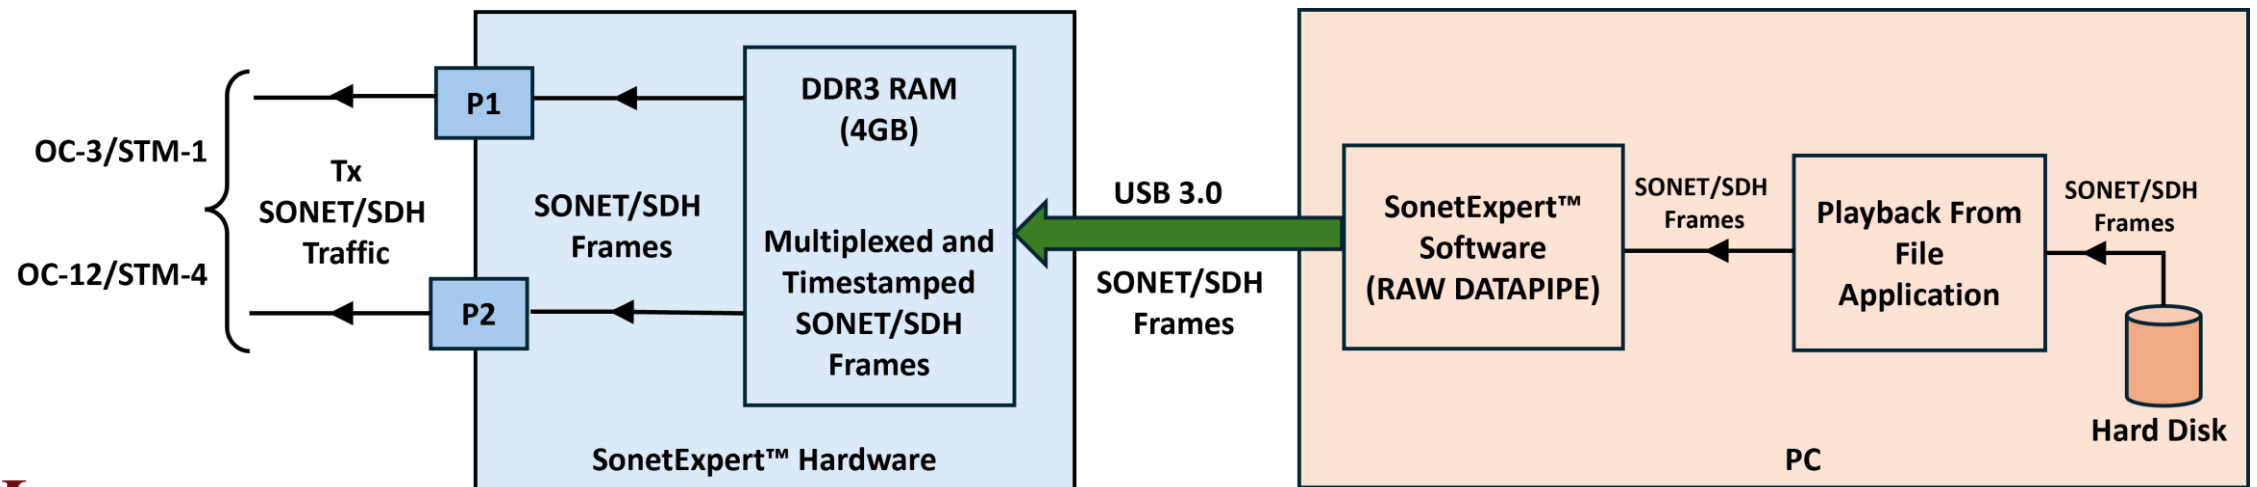 OC-3/STM-1
OC-12/STM-4
Tx
SONET/SDH
Traffic
P1
P2
SONET/SDH
Frames
DDR3 RAM
(4GB)
Multiplexed and
Timestamped
SONET/SDH
Frames
SonetExpert™ Hardware
USB 3.0
SONET/SDH
Frames
SonetExpert™
Software
(RAW DATAPIPE)
SONET/SDH
Frames
Playback From
File
Application
SONET/SDH
Frames
Hard Disk
PC